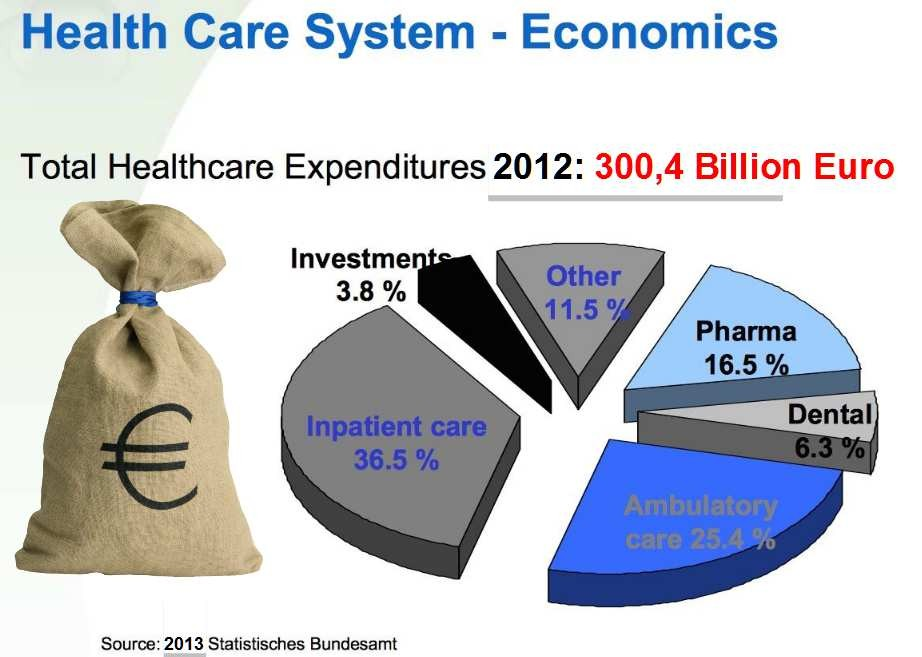 Health Care System - Economics
Total Healthcare Expenditures 2012: 300,4 Billion Euro
Investments
3.8 %
Other
11.5 %
Pharma
16.5 %
Dental
6.3 %
Inpatient care
36.5 %
Ambulatory
care 25.4 %
€
Source: 2013 Statistisches Bundesamt